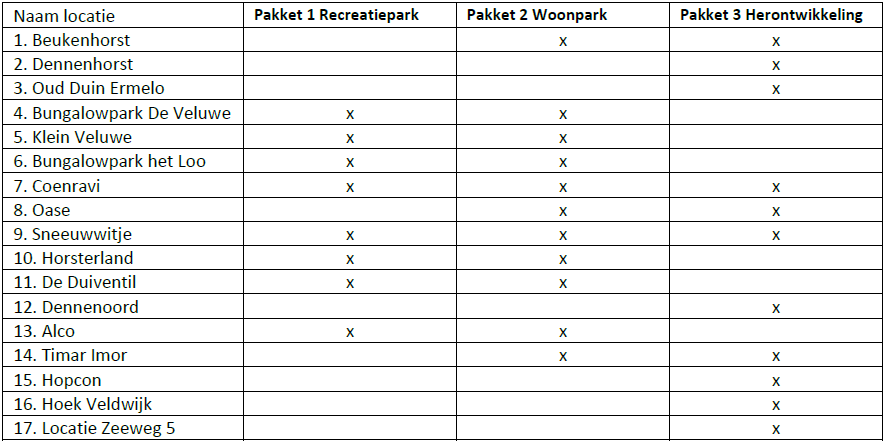 Naam locatie Pakket 1 Recreatiepark Pakket 2 Woonpark Pakket 3 Herontwikkeling
1. Beukenhorst x x
2. Dennenhorst x
3. Oud Duin Ermelo x
4. Bungalowpark De Veluwe x x
5. Klein Veluwe x x
6. Bungalowpark het Loo x x
7. Coenravi x x x
8. Oase x x
9. Sneeuwwitje x x x
10. Horsterland x x
11. De Duiventil x x
12. Dennenoord x
13. Alco x x
14. Timar Imor x x
15. Hopcon x
16. Hoek Veldwijk x
17. Locatie Zeeweg 5 x